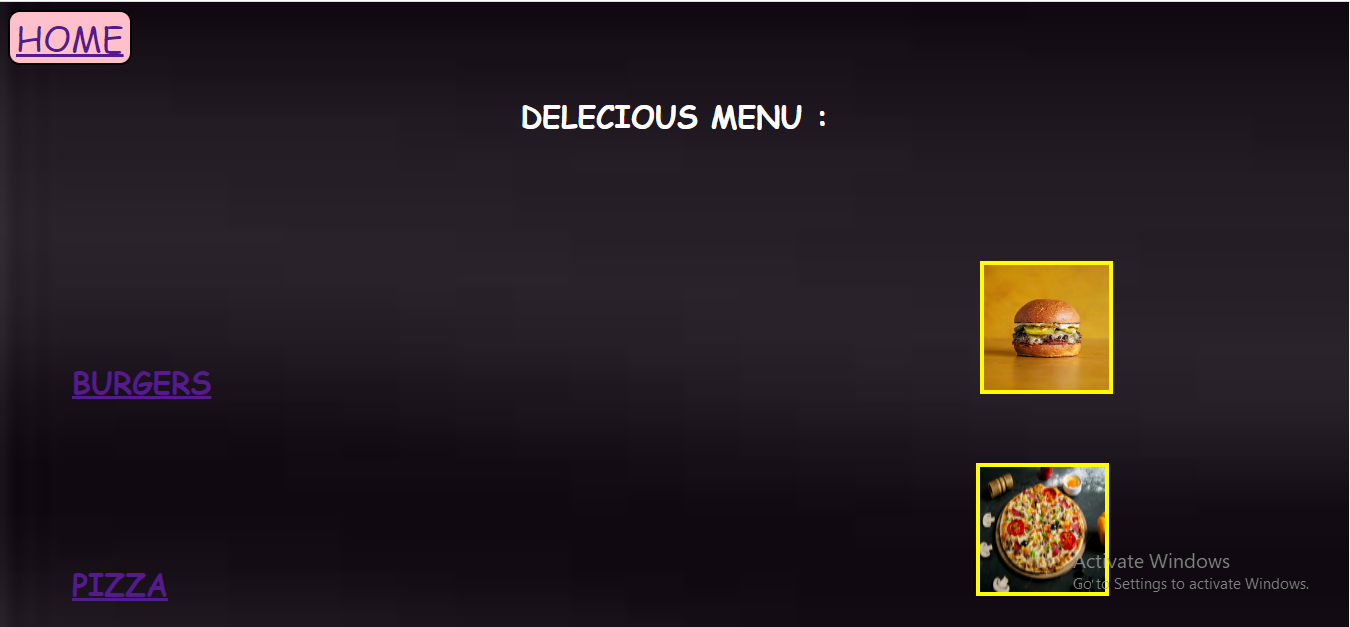 HOME
DELECIOUS MENU :
BURGERS
PIZZA
Activate Windows
Go to Settings to activate Windows.